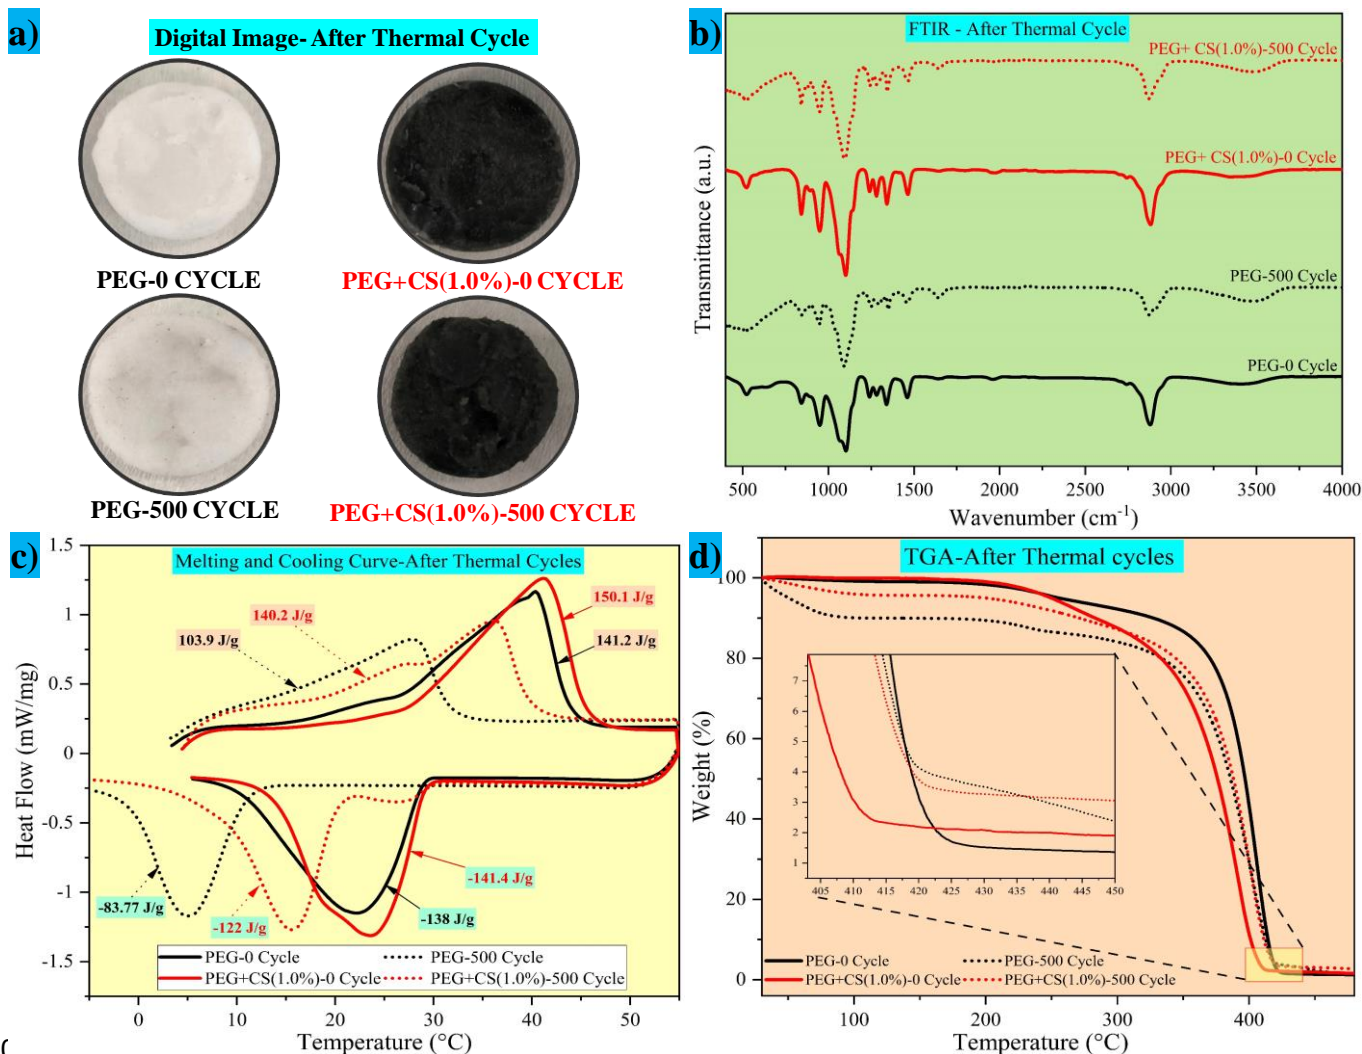 a)
Digital Image- After Thermal Cycle
PEG-0 CYCLE
PEG+CS(1.0%)-0 CYCLE
PEG-500 CYCLE
PEG+CS(1.0%)-500 CYCLE
b)
FTIR - After Thermal Cycle
PEG+ CS(1.0%)-500 Cycle
PEG+ CS(1.0%)-0 Cycle
PEG-500 Cycle
PEG-0 Cycle
Transmittance (a.u.)
500 1000 1500 2000 2500 3000 3500 4000
Wavenumber (cm⁻¹)
c)
Melting and Cooling Curve-After Thermal Cycles
1.5
1
0.5
0
-0.5
-1
-1.5
Heat Flow (mW/mg)
140.2 J/g
150.1 J/g
103.9 J/g
141.2 J/g
-83.77 J/g
-122 J/g
-138 J/g
-141.4 J/g
PEG-0 Cycle
PEG-500 Cycle
PEG+CS(1.0%)-0 Cycle
PEG+CS(1.0%)-500 Cycle
0 10 20 30 40 50
Temperature (°C)
d)
TGA-After Thermal cycles
100
80
60
40
20
0
Weight (%)
7
6
5
4
3
2
1
405 410 415 420 425 430 435 440 445 450
PEG-0 Cycle
PEG-500 Cycle
PEG+CS(1.0%)-0 Cycle
PEG+CS(1.0%)-500 Cycle
100 200 300 400
Temperature (°C)